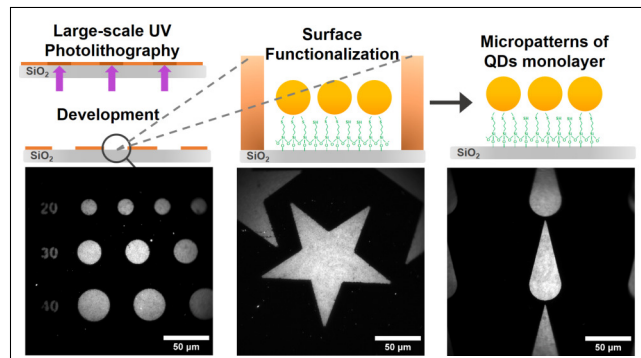 Large-scale UV
Photolithography
SiO2
Development
SiO2
Surface
Functionalization
SiO2
Micropatterns of
QDs monolayer
SiO2
20
30
40
50 µm
50 µm
50 µm